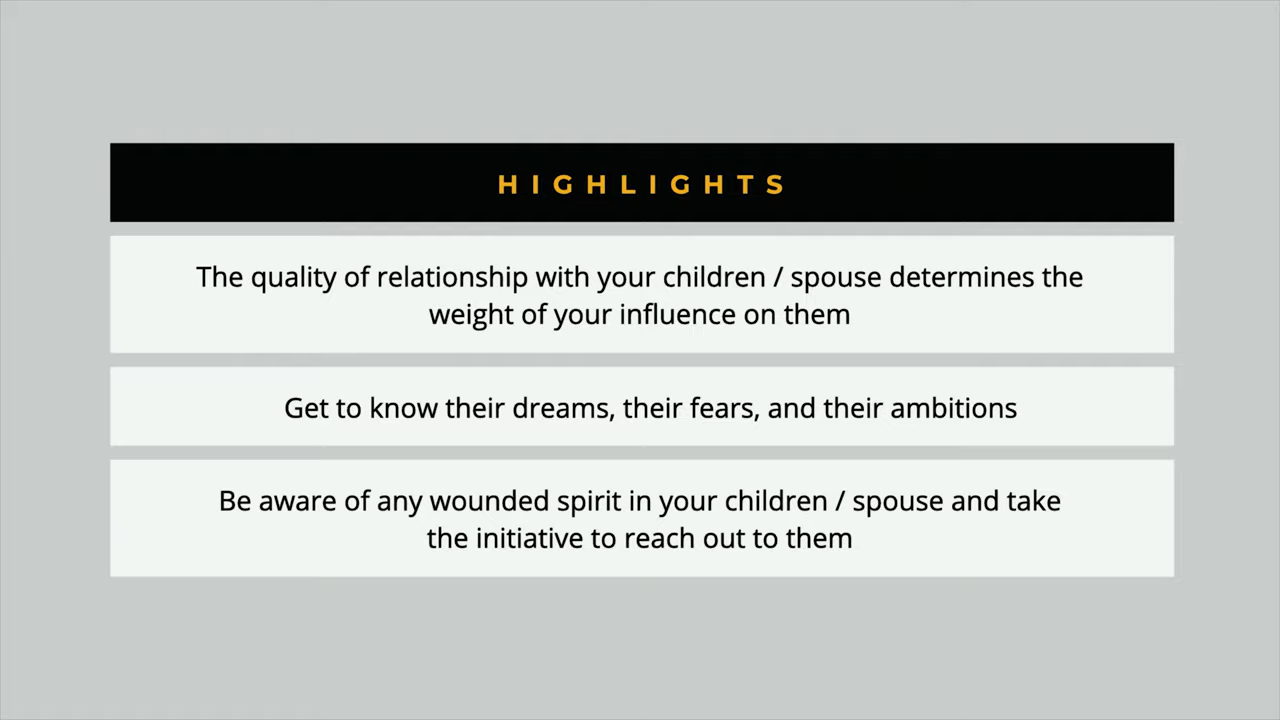 HIGHLIGHTS
The quality of relationship with your children / spouse determines the
weight of your influence on them
Get to know their dreams, their fears, and their ambitions
Be aware of any wounded spirit in your children / spouse and take
the initiative to reach out to them